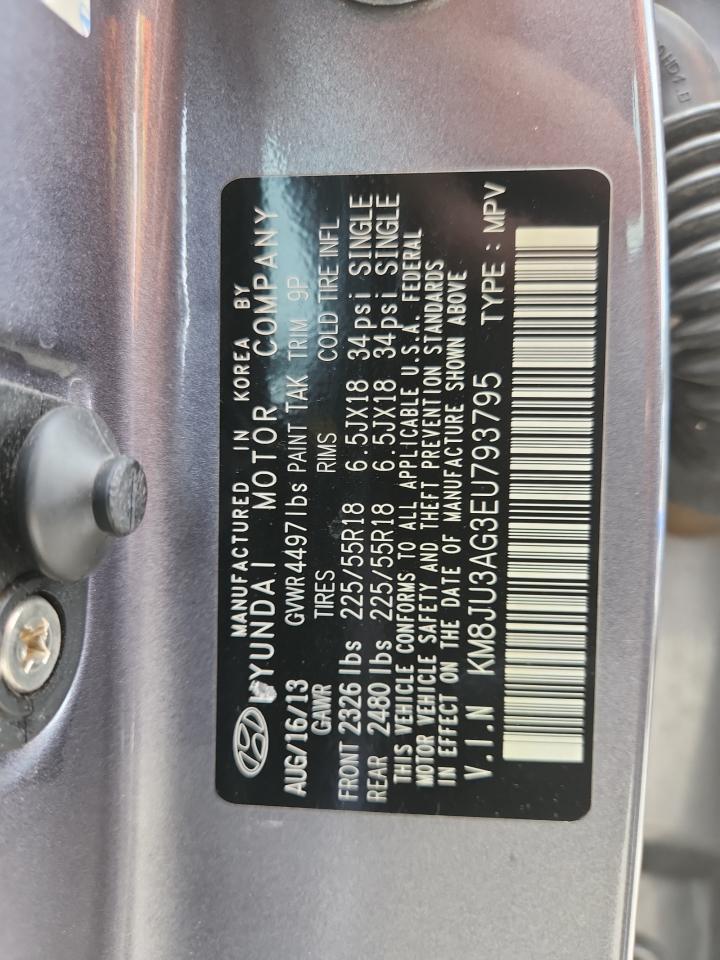 MANUFACTURED IN KOREA BY
HYUNDAI MOTOR COMPANY
AUG/16/13 GVWR 4497 lbs PAINT TAK TRIM 9P
GAWR TIRES RIMS COLD TIRE INFL
FRONT 2326 lbs 225/55R18 6.5JX18 34psi SINGLE
REAR 2480 lbs 225/55R18 6.5JX18 34psi SINGLE
THIS VEHICLE CONFORMS TO ALL APPLICABLE U.S.A. FEDERAL
MOTOR VEHICLE SAFETY AND THEFT PREVENTION STANDARDS
IN EFFECT ON THE DATE OF MANUFACTURE SHOWN ABOVE
V.I.N KM8JU3AG3EU793795 TYPE : MPV